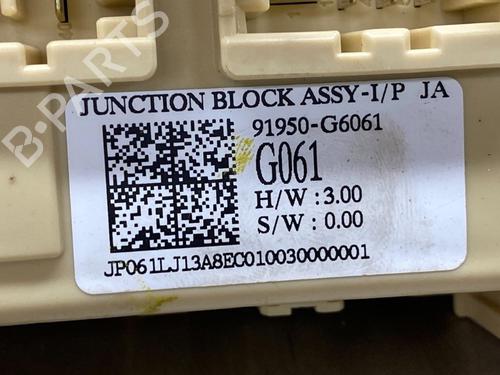 B-PARTS
JUNCTION BLOCK ASSY-I/P JA
91950-G6061
G061
H/W : 3.00
S/W : 0.00
JP061LJ13A8EC010030000001